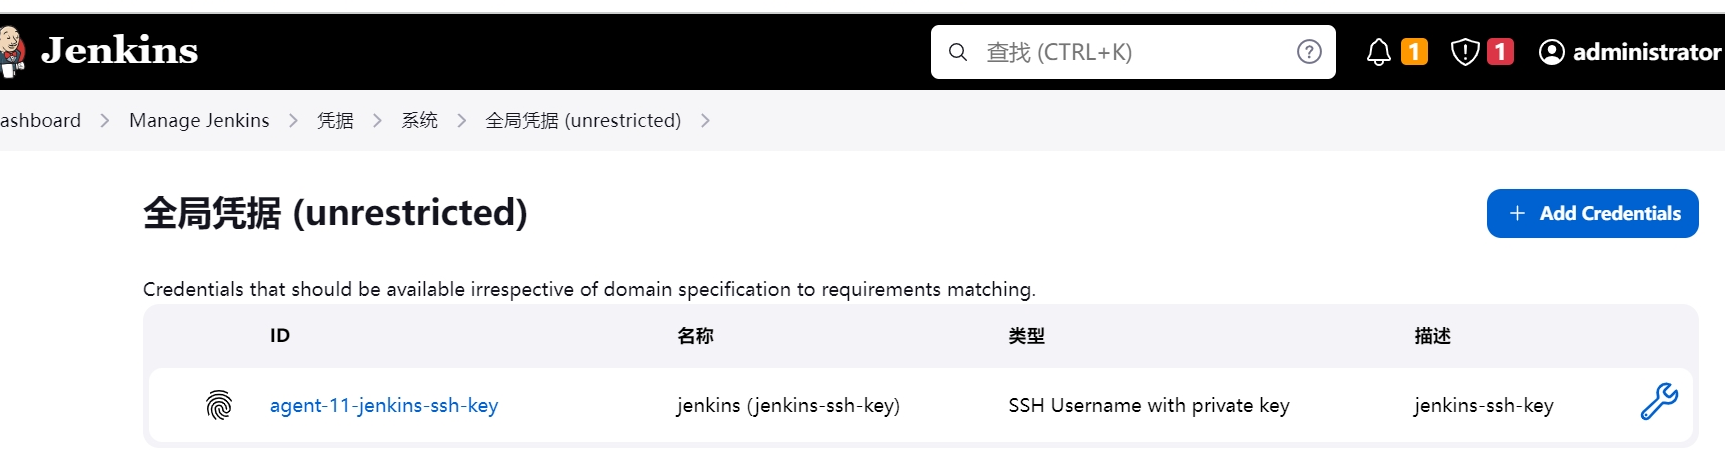 Jenkins 查找 (CTRL+K) 1 1 administrator
ashboard > Manage Jenkins > 凭据 > 系统 > 全局凭据 (unrestricted) >
全局凭据 (unrestricted)
+ Add Credentials
Credentials that should be available irrespective of domain specification to requirements matching.
ID 名称 类型 描述
agent-11-jenkins-ssh-key jenkins (jenkins-ssh-key) SSH Username with private key jenkins-ssh-key